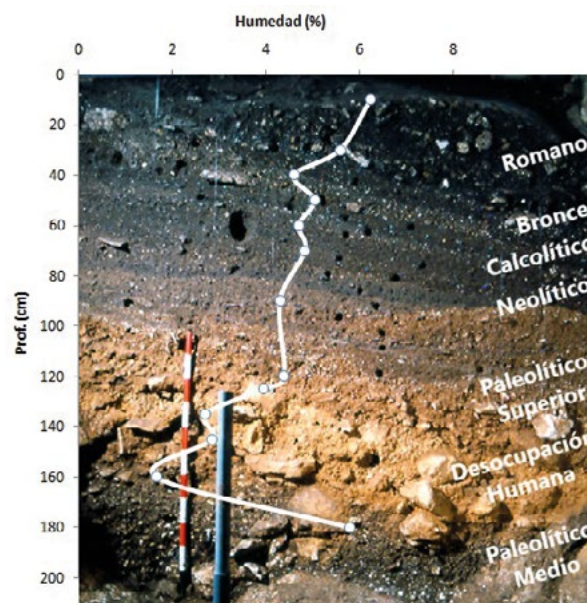 Humedad (%)
0 2 4 6 8
Prof. (cm)
0
20
40
60
80
100
120
140
160
180
200
Romano
Bronce
Calcolítico
Neolítico
Paleolítico
Superior
Desocupación
Humana
Paleolítico
Medio